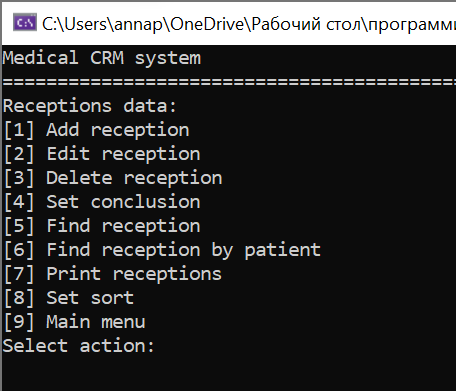 C:\Users\annap\OneDrive\Рабочий стол\
Medical CRM system
==========================================
Receptions data:
[1] Add reception
[2] Edit reception
[3] Delete reception
[4] Set conclusion
[5] Find reception
[6] Find reception by patient
[7] Print receptions
[8] Set sort
[9] Main menu
Select action: